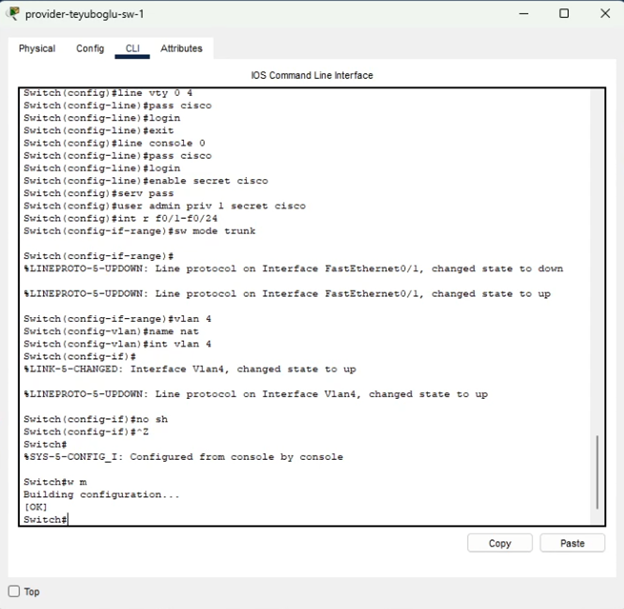 provider-teyuboglu-sw-1
Physical Config CLI Attributes
IOS Command Line Interface
Switch(config)#line vty 0 4
Switch(config-line)#pass cisco
Switch(config-line)#login
Switch(config-line)#exit
Switch(config)#line console 0
Switch(config-line)#pass cisco
Switch(config-line)#login
Switch(config-line)#enable secret cisco
Switch(config)#serv pass
Switch(config)#user admin priv 1 secret cisco
Switch(config)#int r f0/1-f0/24
Switch(config-if-range)#sw mode trunk
Switch(config-if-range)#
%LINEPROTO-5-UPDOWN: Line protocol on Interface FastEthernet0/1, changed state to down
%LINEPROTO-5-UPDOWN: Line protocol on Interface FastEthernet0/1, changed state to up
Switch(config-if-range)#vlan 4
Switch(config-vlan)#name nat
Switch(config-vlan)#int vlan 4
Switch(config-if)#
%LINK-5-CHANGED: Interface Vlan4, changed state to up
%LINEPROTO-5-UPDOWN: Line protocol on Interface Vlan4, changed state to up
Switch(config-if)#no sh
Switch(config-if)#^Z
Switch#
%SYS-5-CONFIG_I: Configured from console by console
Switch#w m
Building configuration...
[OK]
Switch#
Copy Paste
Top